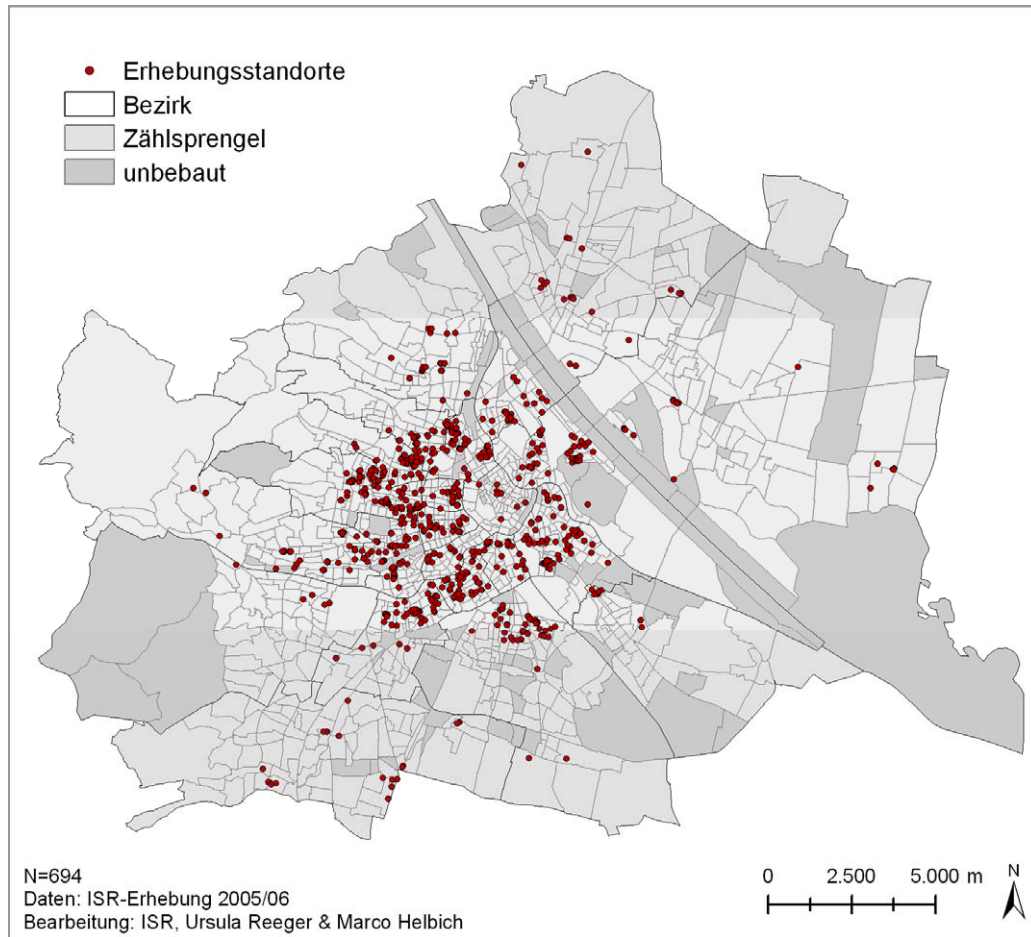 Erhebungsstandorte
Bezirk
Zählsprengel
unbebaut
N=694
Daten: ISR-Erhebung 2005/06
Bearbeitung: ISR, Ursula Reeger & Marco Helbich
0 2.500 5.000 m
N